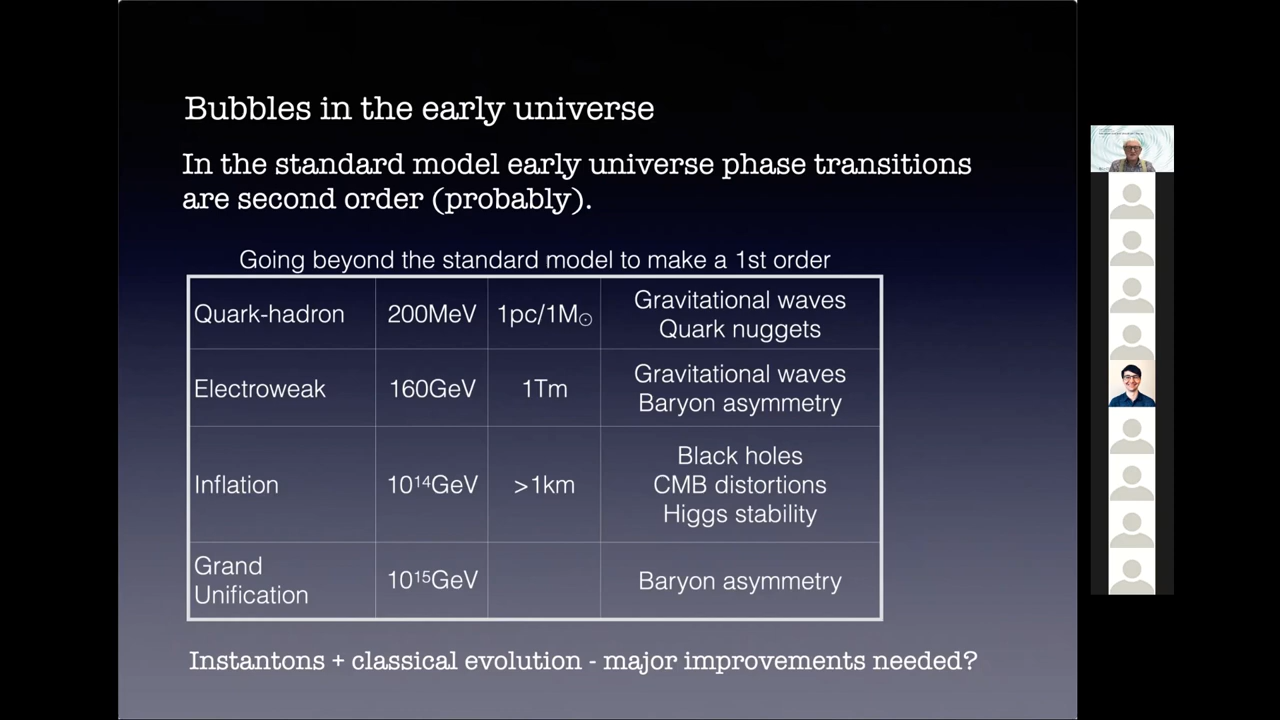 Bubbles in the early universe
In the standard model early universe phase transitions
are second order (probably).
Going beyond the standard model to make a 1st order
Quark-hadron
200MeV
1pc/1M☉
Gravitational waves
Quark nuggets
Electroweak
160GeV
1Tm
Gravitational waves
Baryon asymmetry
Inflation
10¹⁴GeV
>1km
Black holes
CMB distortions
Higgs stability
Grand
Unification
10¹⁵GeV
Baryon asymmetry
Instantons + classical evolution - major improvements needed?